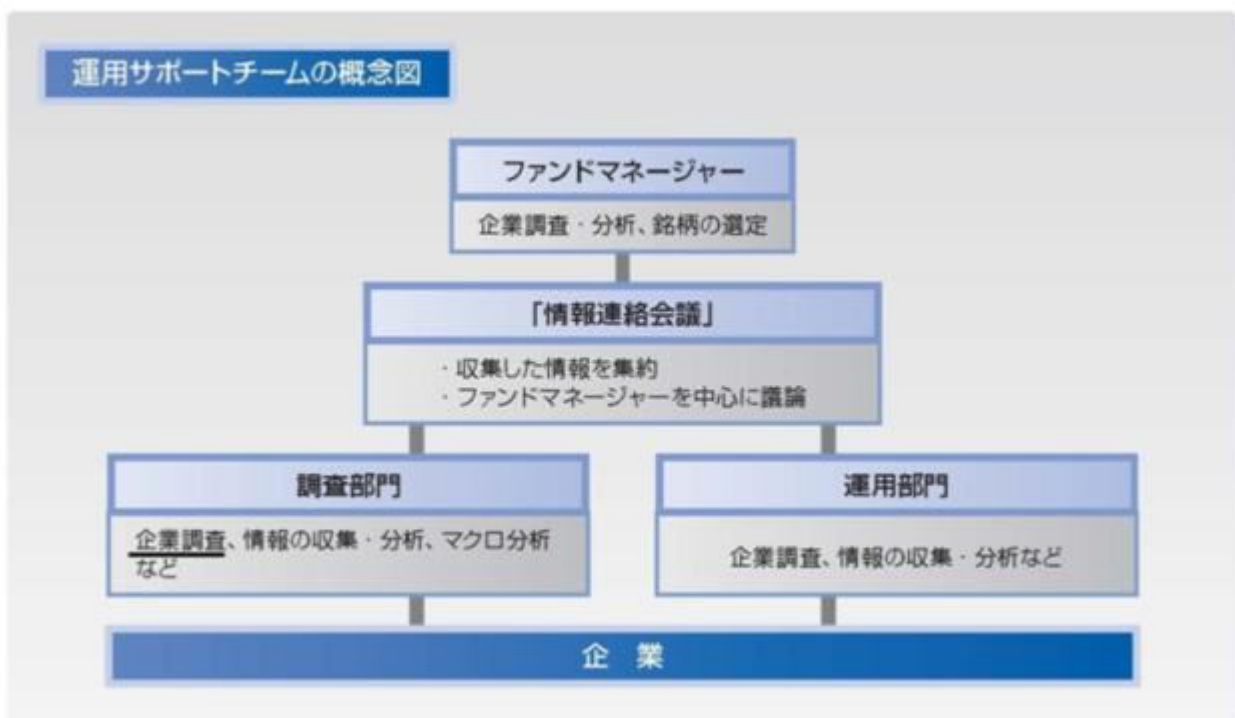 運用サポートチームの概念図
ファンドマネージャー
企業調査・分析、銘柄の選定
「情報連絡会議」
・収集した情報を集約
・ファンドマネージャーを中心に議論
調査部門
企業調査、情報の収集・分析、マクロ分析
など
運用部門
企業調査、情報の収集・分析など
企 業